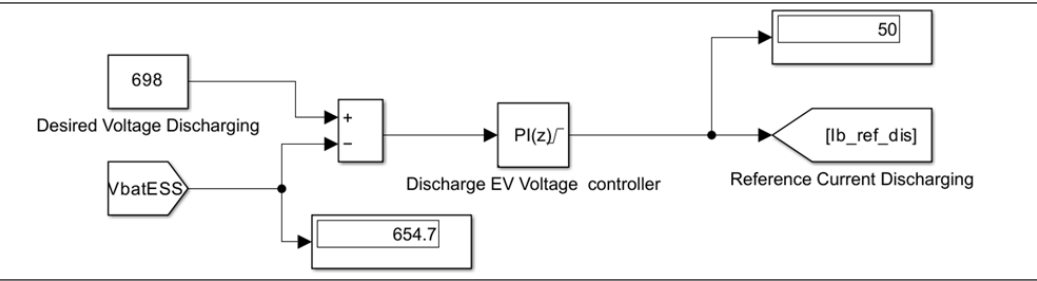 50
698
+
Desired Voltage Discharging
−
PI(z)
[Ib_ref_dis]
VbatESS
Discharge EV Voltage controller
Reference Current Discharging
654.7